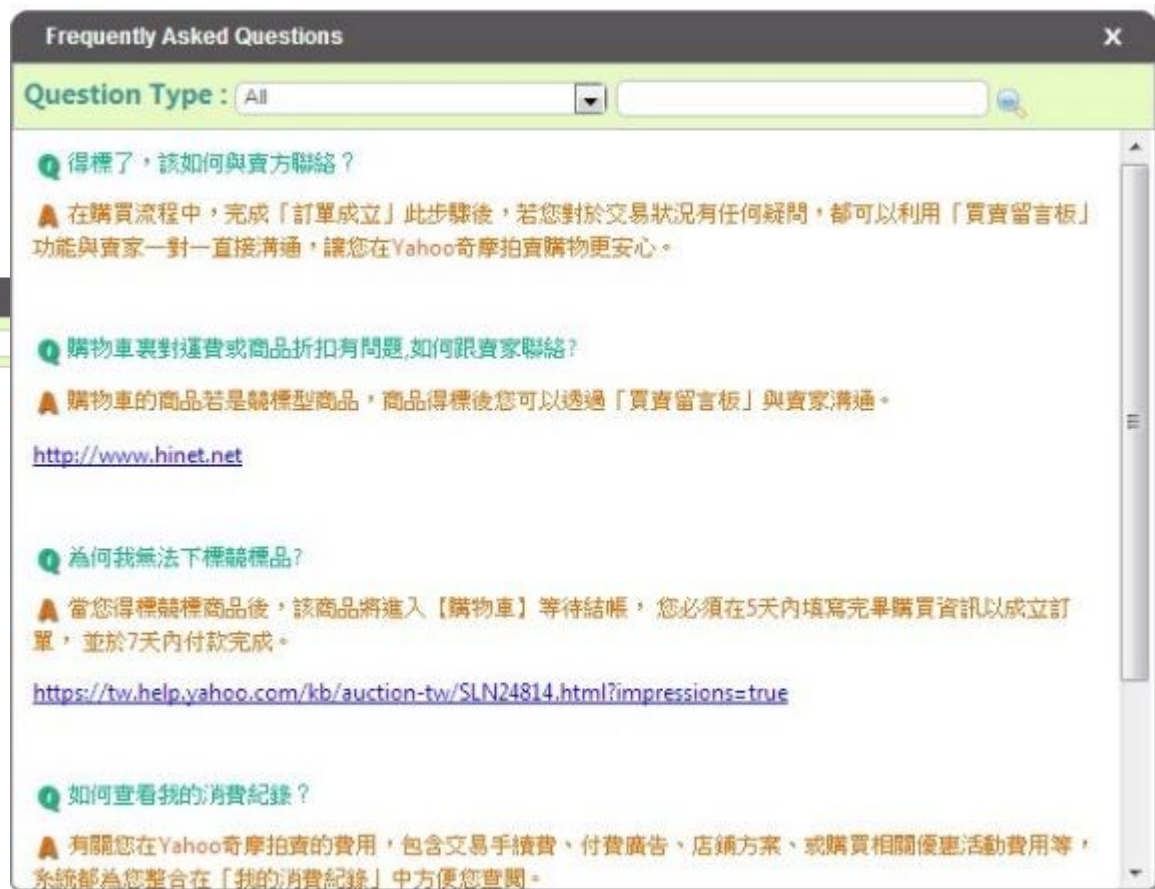 Frequently Asked Questions
Question Type : All
得標了，該如何與賣方聯絡？
在購買流程中，完成「訂單成立」此步驟後，若您對於交易狀況有任何疑問，都可以利用「買賣留言板」
功能與賣家一對一直接溝通，讓您在Yahoo奇摩拍賣購物更安心。
購物車裏對運費或商品折扣有問題,如何跟賣家聯絡?
購物車的商品若是競標型商品，商品得標後您可以透過「買賣留言板」與賣家溝通。
http://www.hinet.net
為何我無法下標競標品?
當您得標競標商品後，該商品將進入【購物車】等待結帳， 您必須在5天內填寫完畢購買資訊以成立訂
單， 並於7天內付款完成。
https://tw.help.yahoo.com/kb/auction-tw/SLN24814.html?impressions=true
如何查看我的消費紀錄？
有關您在Yahoo奇摩拍賣的費用，包含交易手續費、付費廣告、店鋪方案、或購買相關優惠活動費用等，
系統都為您整合在「我的消費紀錄」中方便您查閱。